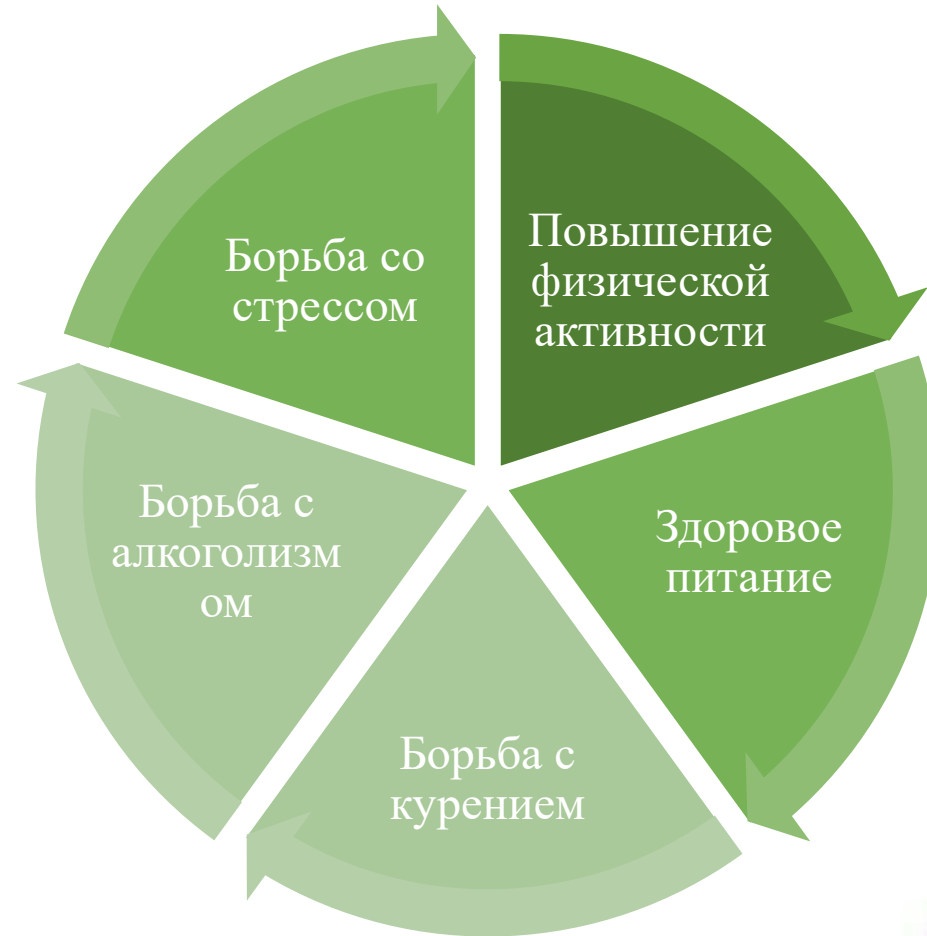 Повышение
физической
активности
Здоровое
питание
Борьба с
курением
Борьба с
алкоголизм
ом
Борьба со
стрессом